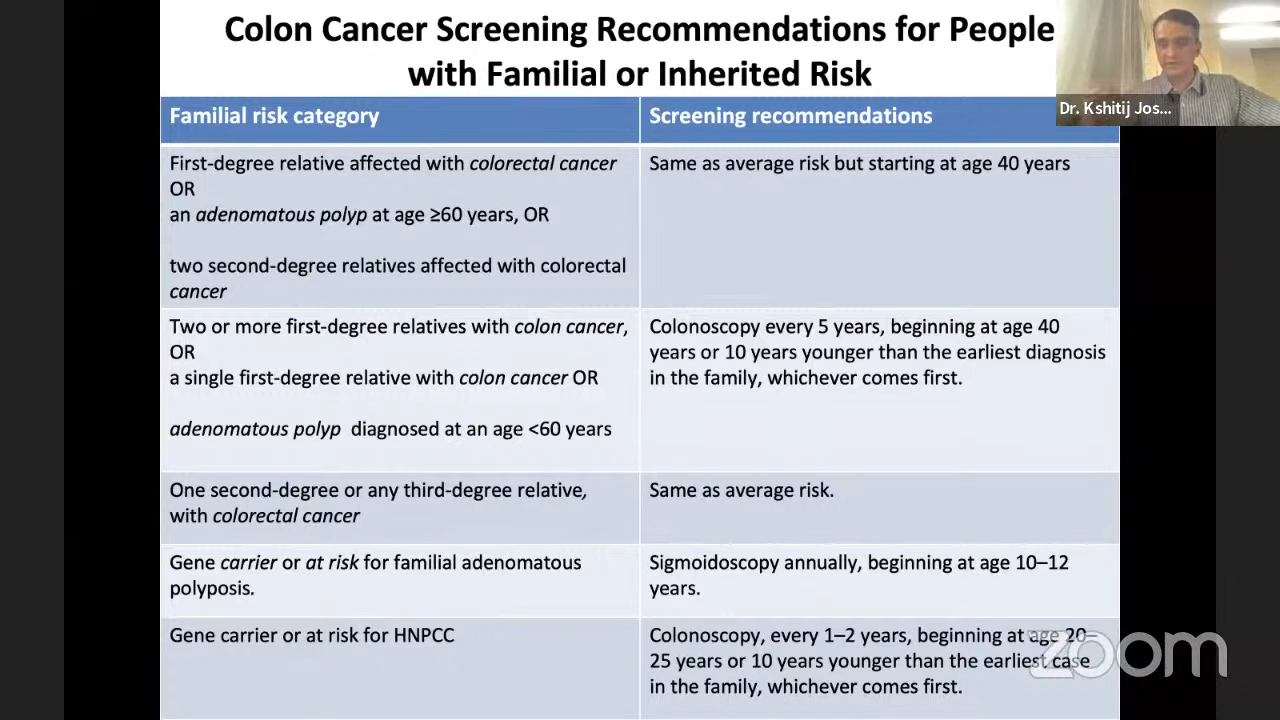 Colon Cancer Screening Recommendations for People
with Familial or Inherited Risk
Dr. Kshitij Jos...
Familial risk category
Screening recommendations
First-degree relative affected with colorectal cancer
OR
an adenomatous polyp at age ≥60 years, OR
two second-degree relatives affected with colorectal
cancer
Same as average risk but starting at age 40 years
Two or more first-degree relatives with colon cancer,
OR
a single first-degree relative with colon cancer OR
adenomatous polyp diagnosed at an age <60 years
Colonoscopy every 5 years, beginning at age 40
years or 10 years younger than the earliest diagnosis
in the family, whichever comes first.
One second-degree or any third-degree relative,
with colorectal cancer
Same as average risk.
Gene carrier or at risk for familial adenomatous
polyposis.
Sigmoidoscopy annually, beginning at age 10–12
years.
Gene carrier or at risk for HNPCC
Colonoscopy, every 1–2 years, beginning at age 20–
25 years or 10 years younger than the earliest case
in the family, whichever comes first.
zoom